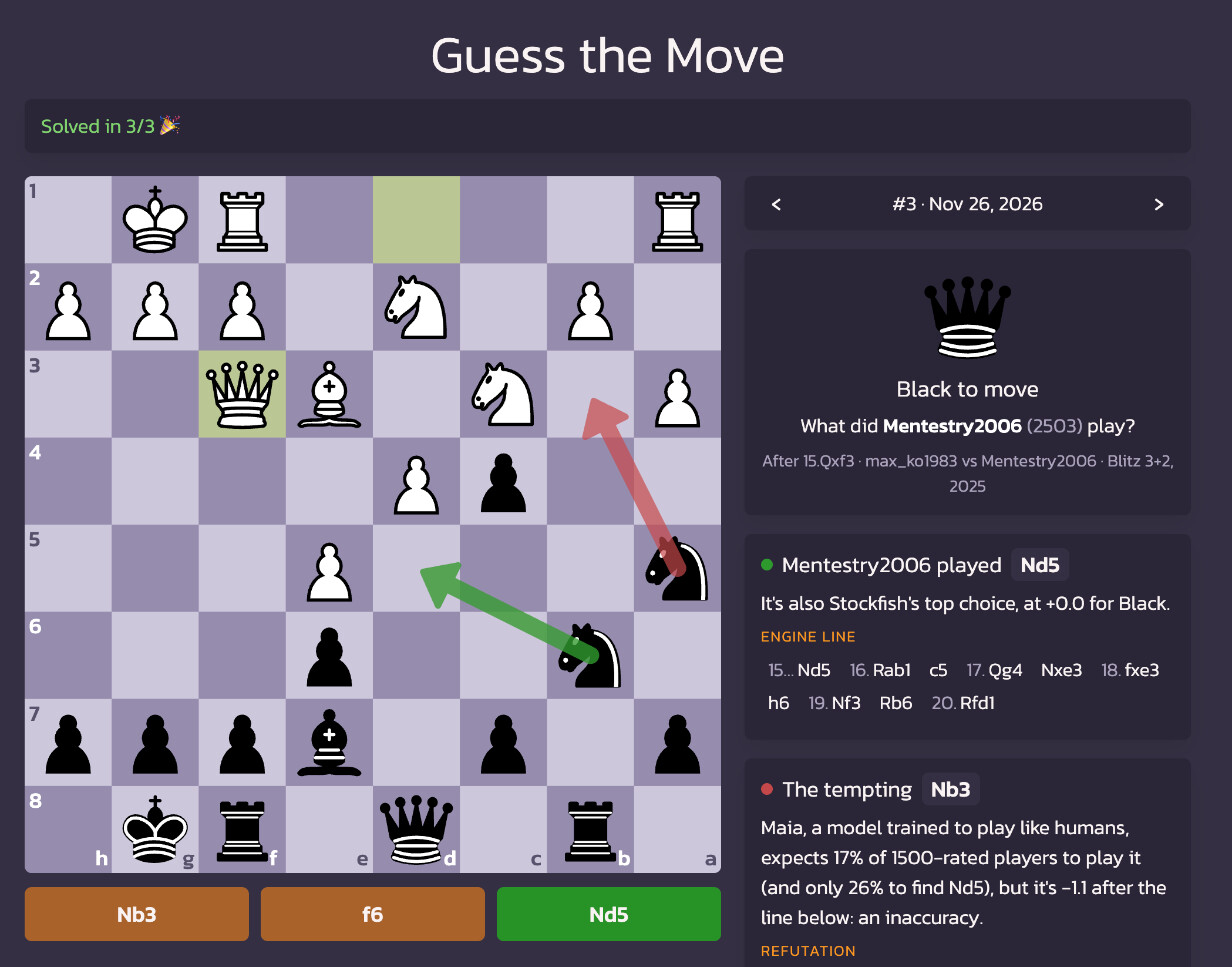 Guess the Move
Solved in 3/3 🎉
1
2
3
4
5
6
7
8
h
g
f
e
d
c
b
a
Nb3
f6
Nd5
< #3 · Nov 26, 2026 >
Black to move
What did Mentestry2006 (2503) play?
After 15.Qxf3 · max_ko1983 vs Mentestry2006 · Blitz 3+2,
2025
Mentestry2006 played Nd5
It's also Stockfish's top choice, at +0.0 for Black.
ENGINE LINE
15... Nd5 16. Rab1 c5 17. Qg4 Nxe3 18. fxe3
h6 19. Nf3 Rb6 20. Rfd1
The tempting Nb3
Maia, a model trained to play like humans,
expects 17% of 1500-rated players to play it
(and only 26% to find Nd5), but it's −1.1 after the
line below: an inaccuracy.
REFUTATION